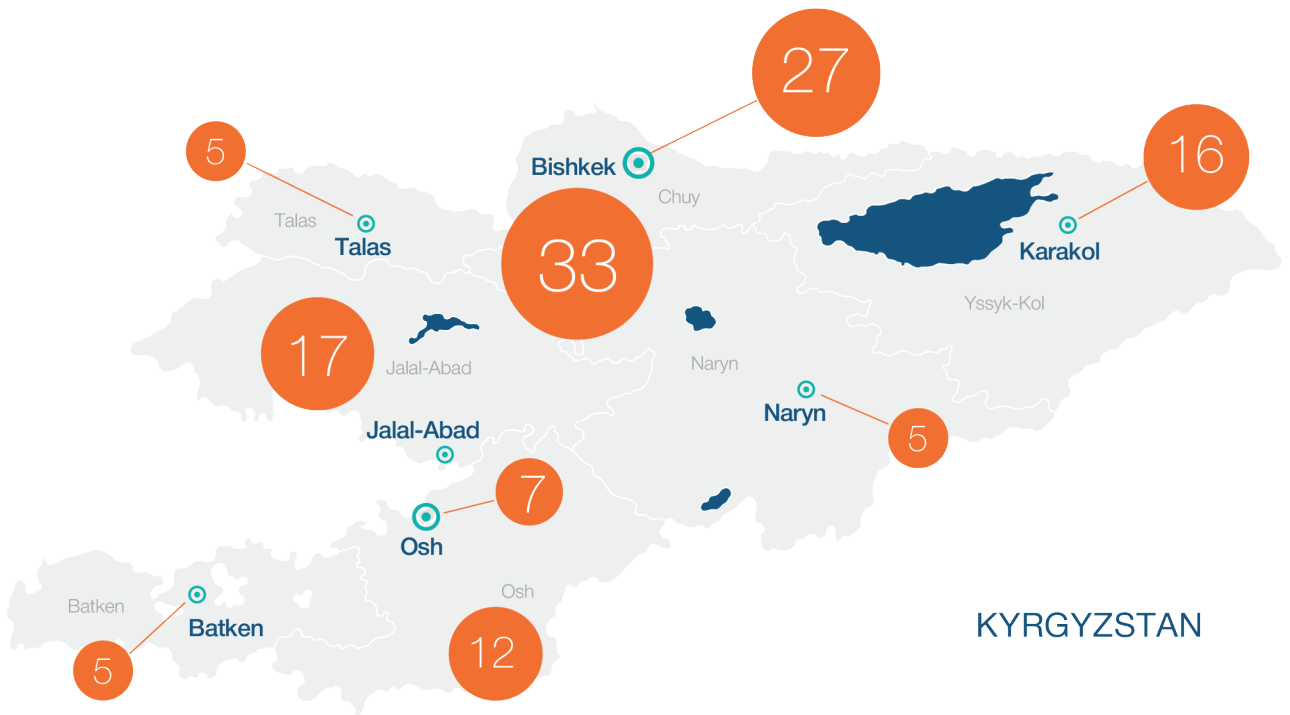 27
5
16
Bishkek
Chuy
Talas
Talas
33
Karakol
Yssyk-Kol
17
Jalal-Abad
Naryn
Naryn
Jalal-Abad
5
7
Osh
Osh
Batken
Batken
KYRGYZSTAN
12
5